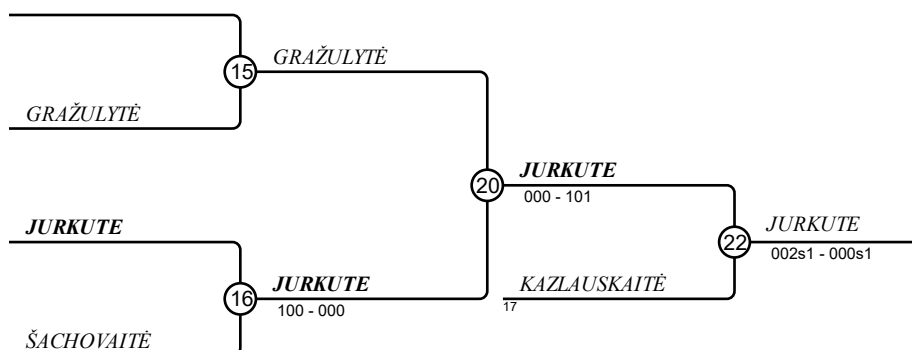 GRAŽULYTĖ
15
GRAŽULYTĖ
JURKUTE
20
000 - 101
JURKUTE
JURKUTE
22
002s1 - 000s1
JURKUTE
16
100 - 000
KAZLAUSKAITĖ
17
ŠACHOVAITĖ